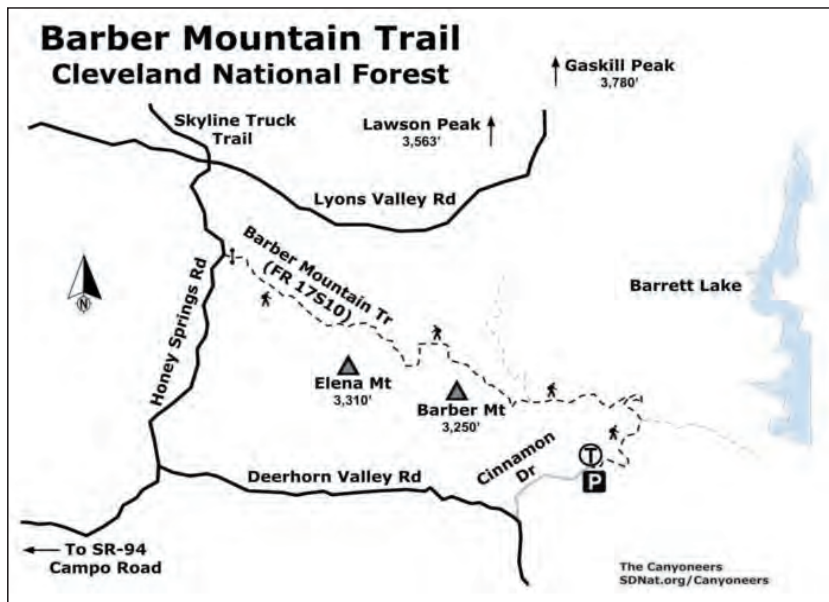 Barber Mountain Trail
Cleveland National Forest
Gaskill Peak
3,780'
Skyline Truck
Trail
Lawson Peak
3,563'
Lyons Valley Rd
Barber Mountain Tr
(FR 17S10)
Barrett Lake
N
Honey Springs Rd
Elena Mt
3,310'
Barber Mt
3,250'
Cinnamon
Dr
T
P
Deerhorn Valley Rd
To SR-94
Campo Road
The Canyoneers
SDNat.org/Canyoneers